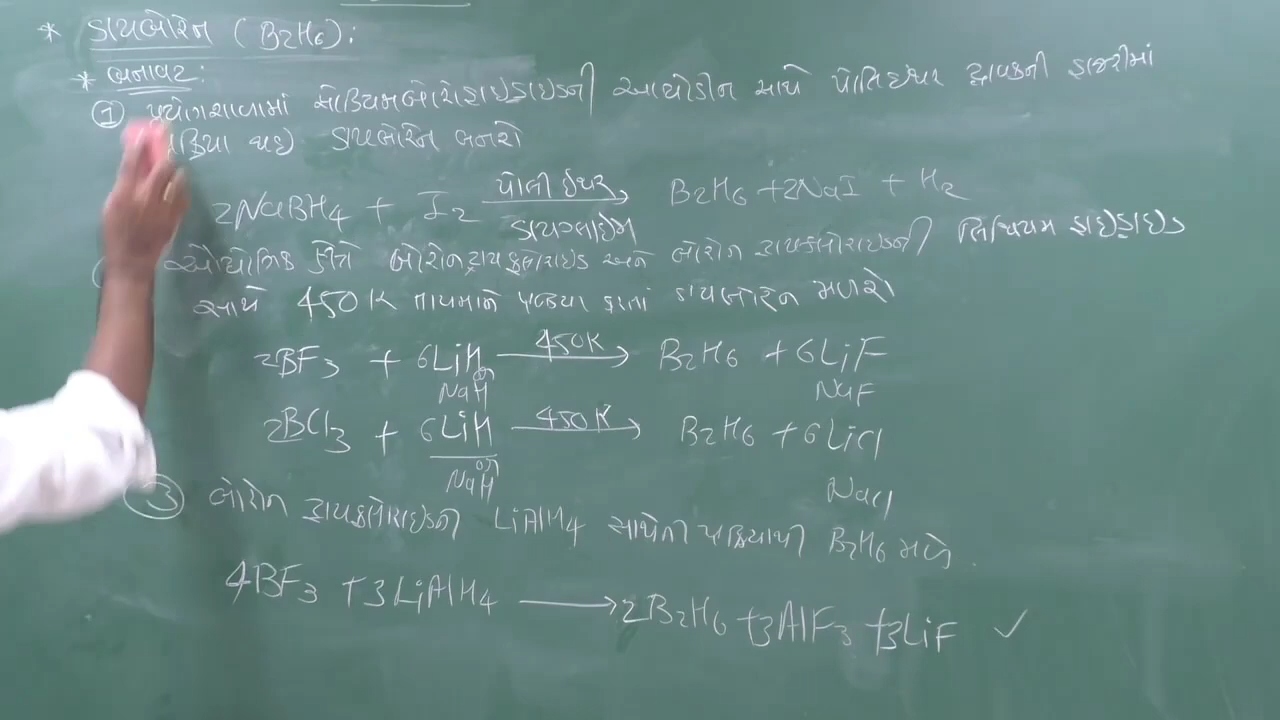 * ડાયબોરેન (B2H6):
* બનાવટ:
① પ્રયોગશાળામાં સોડિયમબોરોહાઇડ્રાઇડની આયોડીન સાથે પોલિઇથર દ્રાવકની હાજરીમાં
પ્રક્રિયા થઇ ડાયબોરેન બનશે
2NaBH4 + I2 —પોલી ઇથર / ડાયગ્લાઇમ→ B2H6 + 2NaI + H2
ઔદ્યોગિક રીતે બોરોન ટ્રાયફ્લોરાઇડ અને બોરોન ટ્રાયક્લોરાઇડની લિથિયમ હાઇડ્રાઇડ
સાથે 450K તાપમાને પ્રક્રિયા કરતાં ડાયબોરેન મળશે
2BF3 + 6LiH —450K→ B2H6 + 6LiF
NaH NaF
2BCl3 + 6LiH —450K→ B2H6 + 6LiCl
NaH NaCl
③ બોરોન ટ્રાયફ્લોરાઇડની LiAlH4 સાથેની પ્રક્રિયાથી B2H6 મળે.
4BF3 + 3LiAlH4 ⟶ 2B2H6 + 3AlF3 + 3LiF ✓